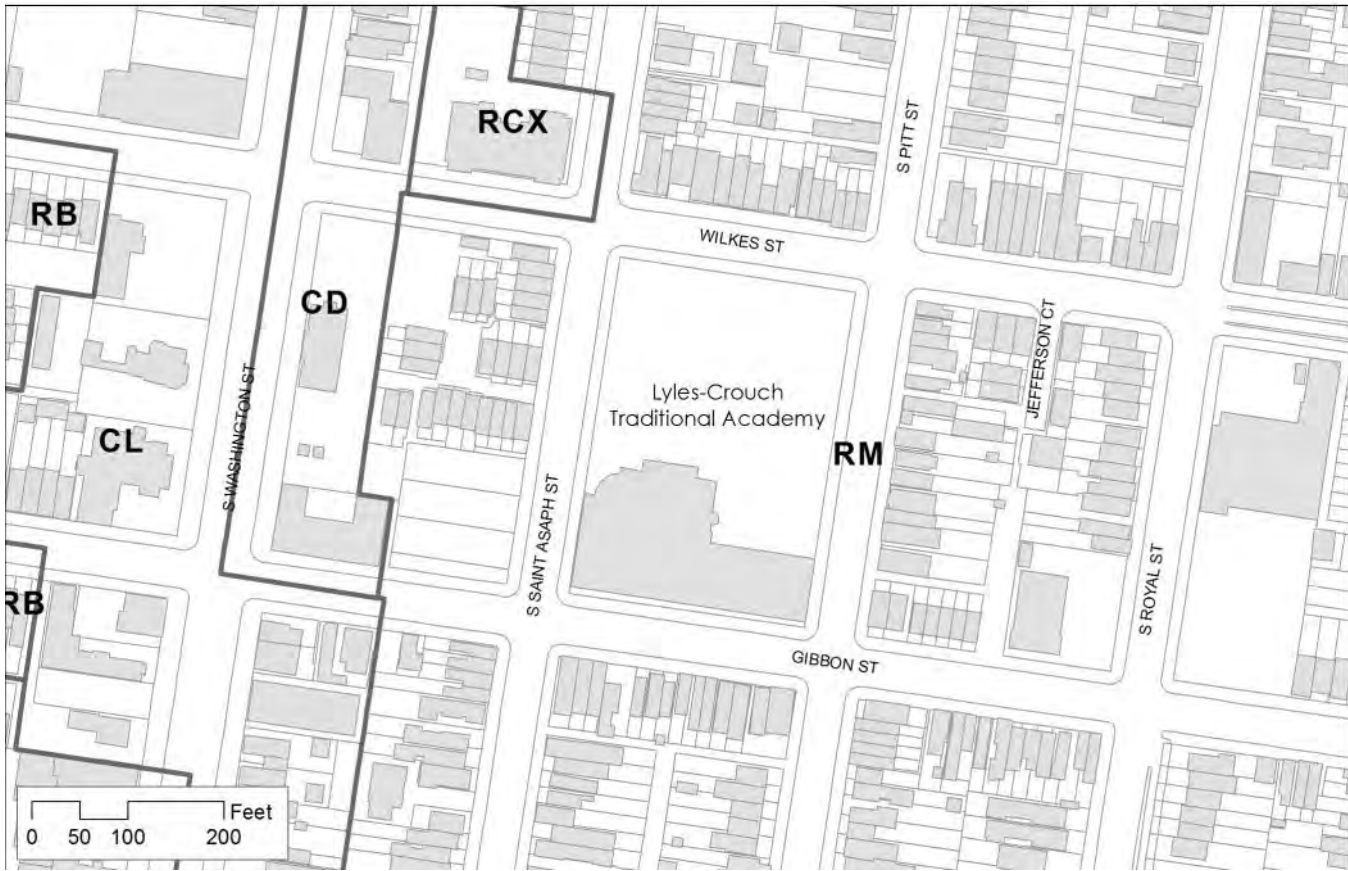 RCX
S PITT ST
RB
WILKES ST
CD
JEFFERSON CT
Lyles-Crouch
Traditional Academy
S WASHINGTON ST
CL
RM
S SAINT ASAPH ST
S ROYAL ST
RB
GIBBON ST
Feet
0 50 100 200